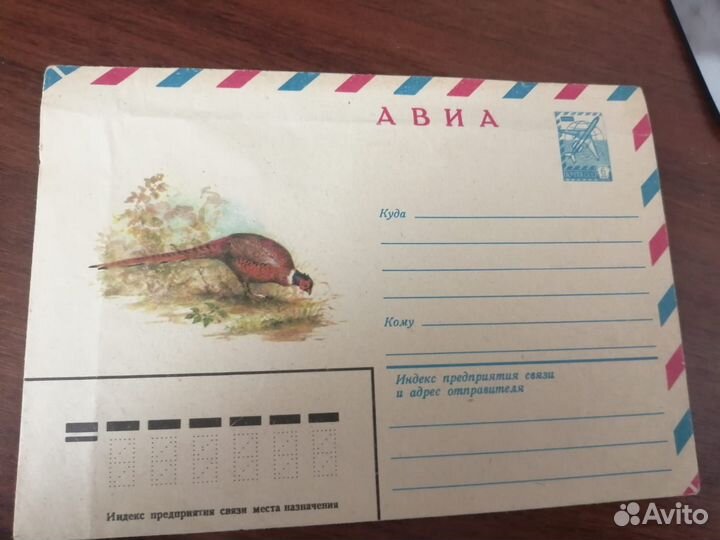 АВИА
Куда
Кому
Индекс предприятия связи
и адрес отправителя
Индекс предприятия связи места назначения
Avito